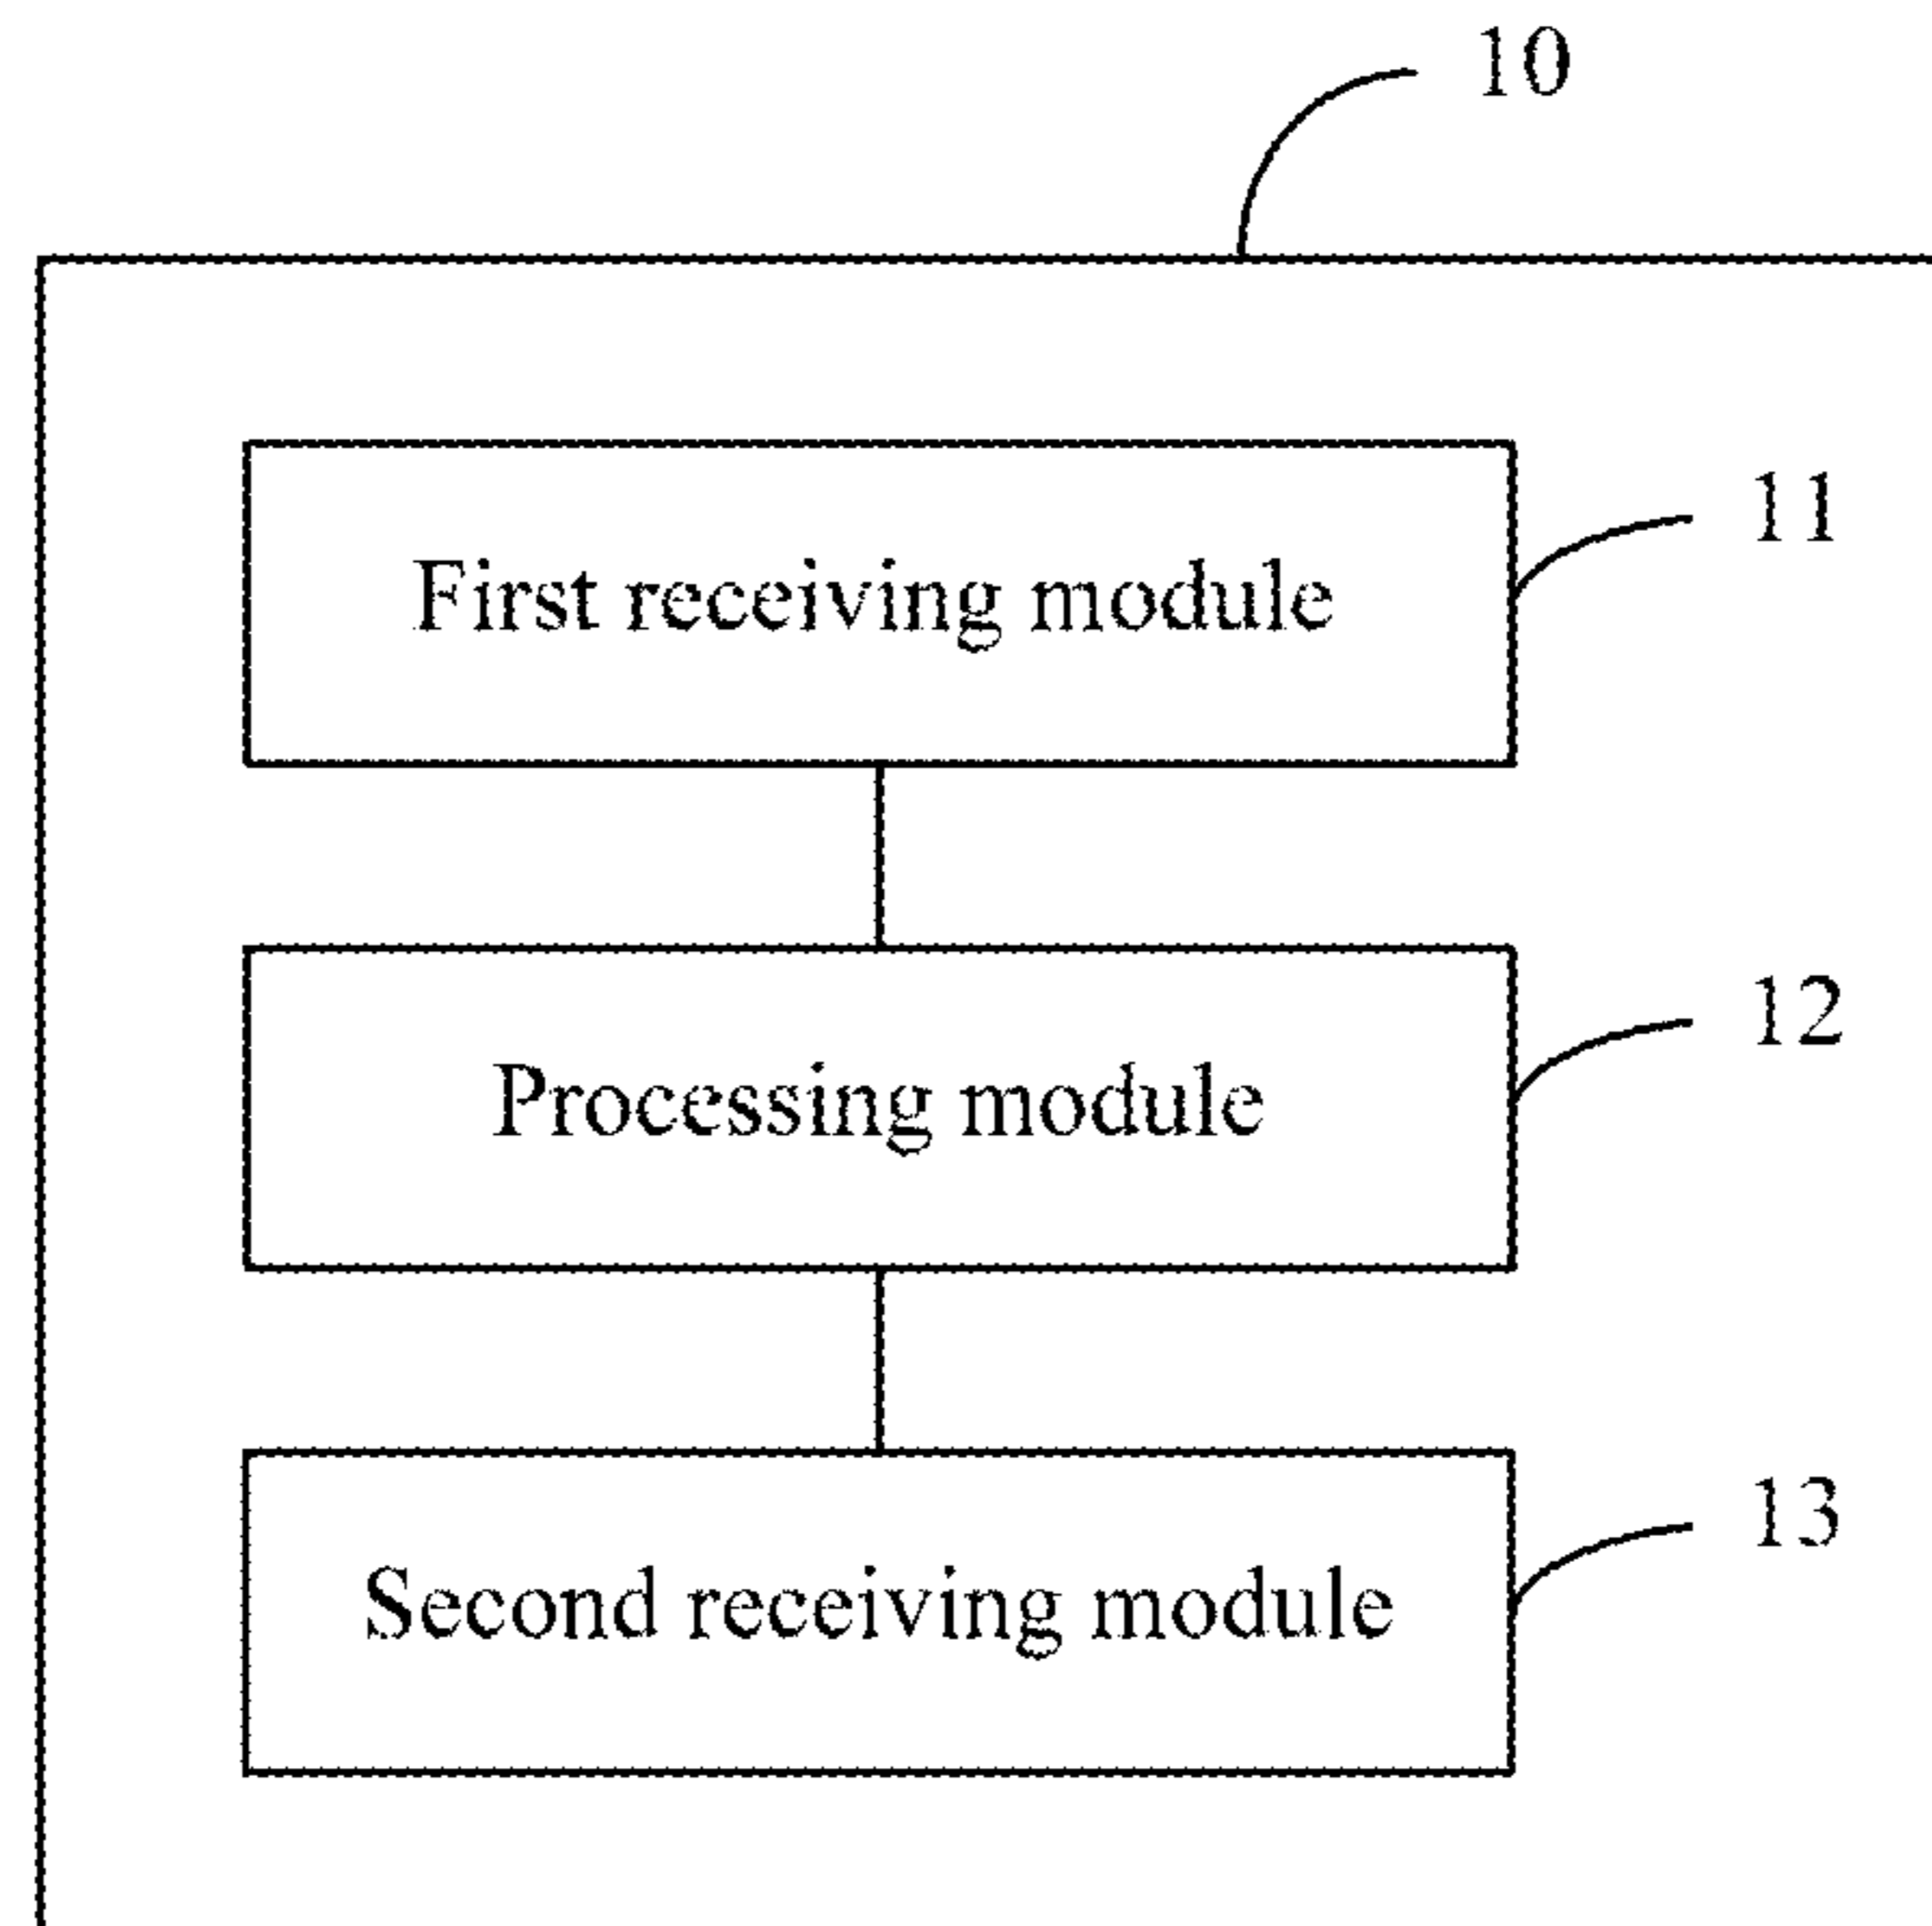 10
First receiving module
11
Processing module
12
Second receiving module
13